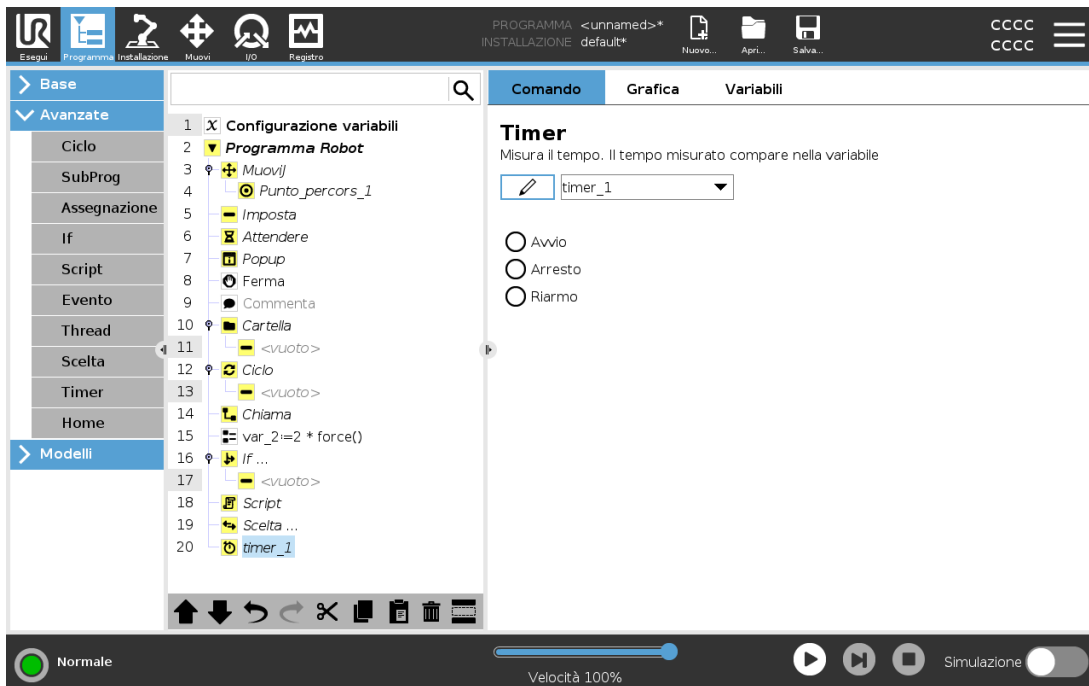 UR
PROGRAMMA <unnamed>*
INSTALLAZIONE default*
CCCC
CCCC
Esegui Programma Installazione Muovi I/O Registro Nuovo... Apri... Salva...
Base
Avanzate
Ciclo
SubProg
Assegnazione
If
Script
Evento
Thread
Scelta
Timer
Home
Modelli
1 X Configurazione variabili
2 Programma Robot
3 MuoviJ
4 Punto_percors_1
5 Imposta
6 Attendere
7 Popup
8 Ferma
9 Commenta
10 Cartella
11 <vuoto>
12 Ciclo
13 <vuoto>
14 Chiama
15 var_2:=2 * force()
16 If ...
17 <vuoto>
18 Script
19 Scelta ...
20 timer_1
Comando Grafica Variabili
Timer
Misura il tempo. Il tempo misurato compare nella variabile
timer_1
Avvio
Arresto
Riarmo
Normale
Velocità 100%
Simulazione